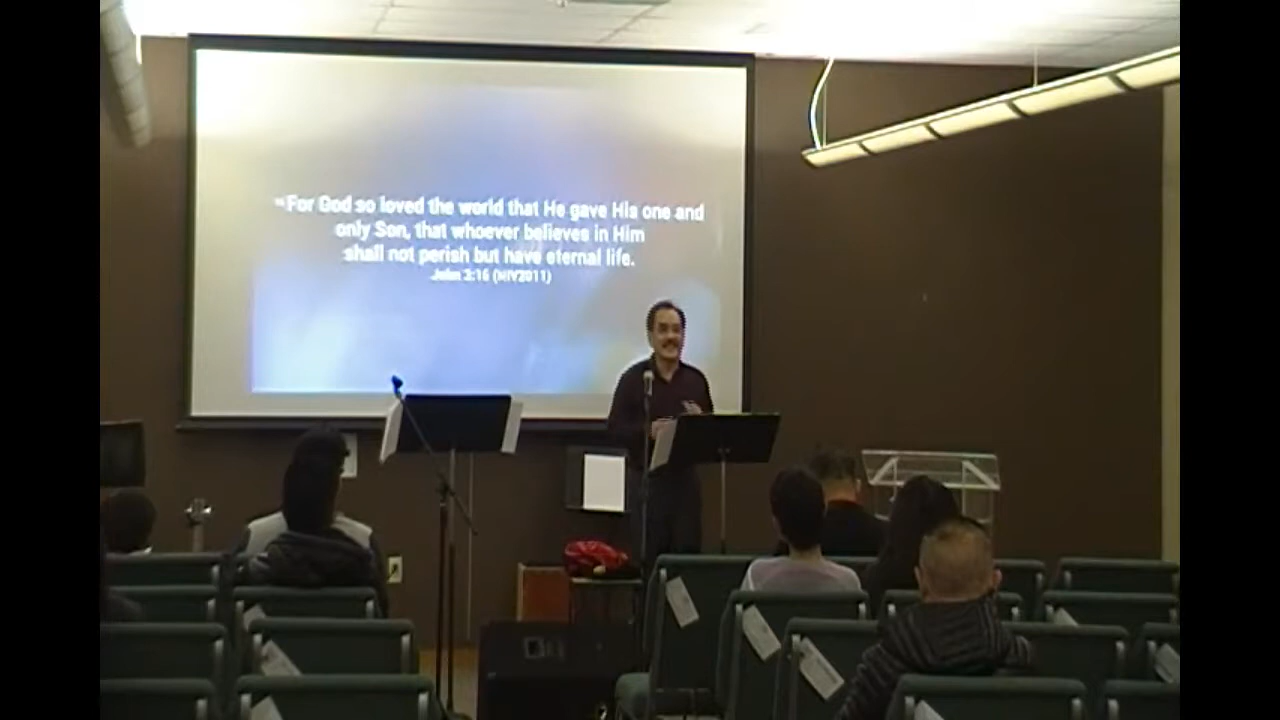 "For God so loved the world that He gave His one and
only Son, that whoever believes in Him
shall not perish but have eternal life.
John 3:16 (NIV2011)